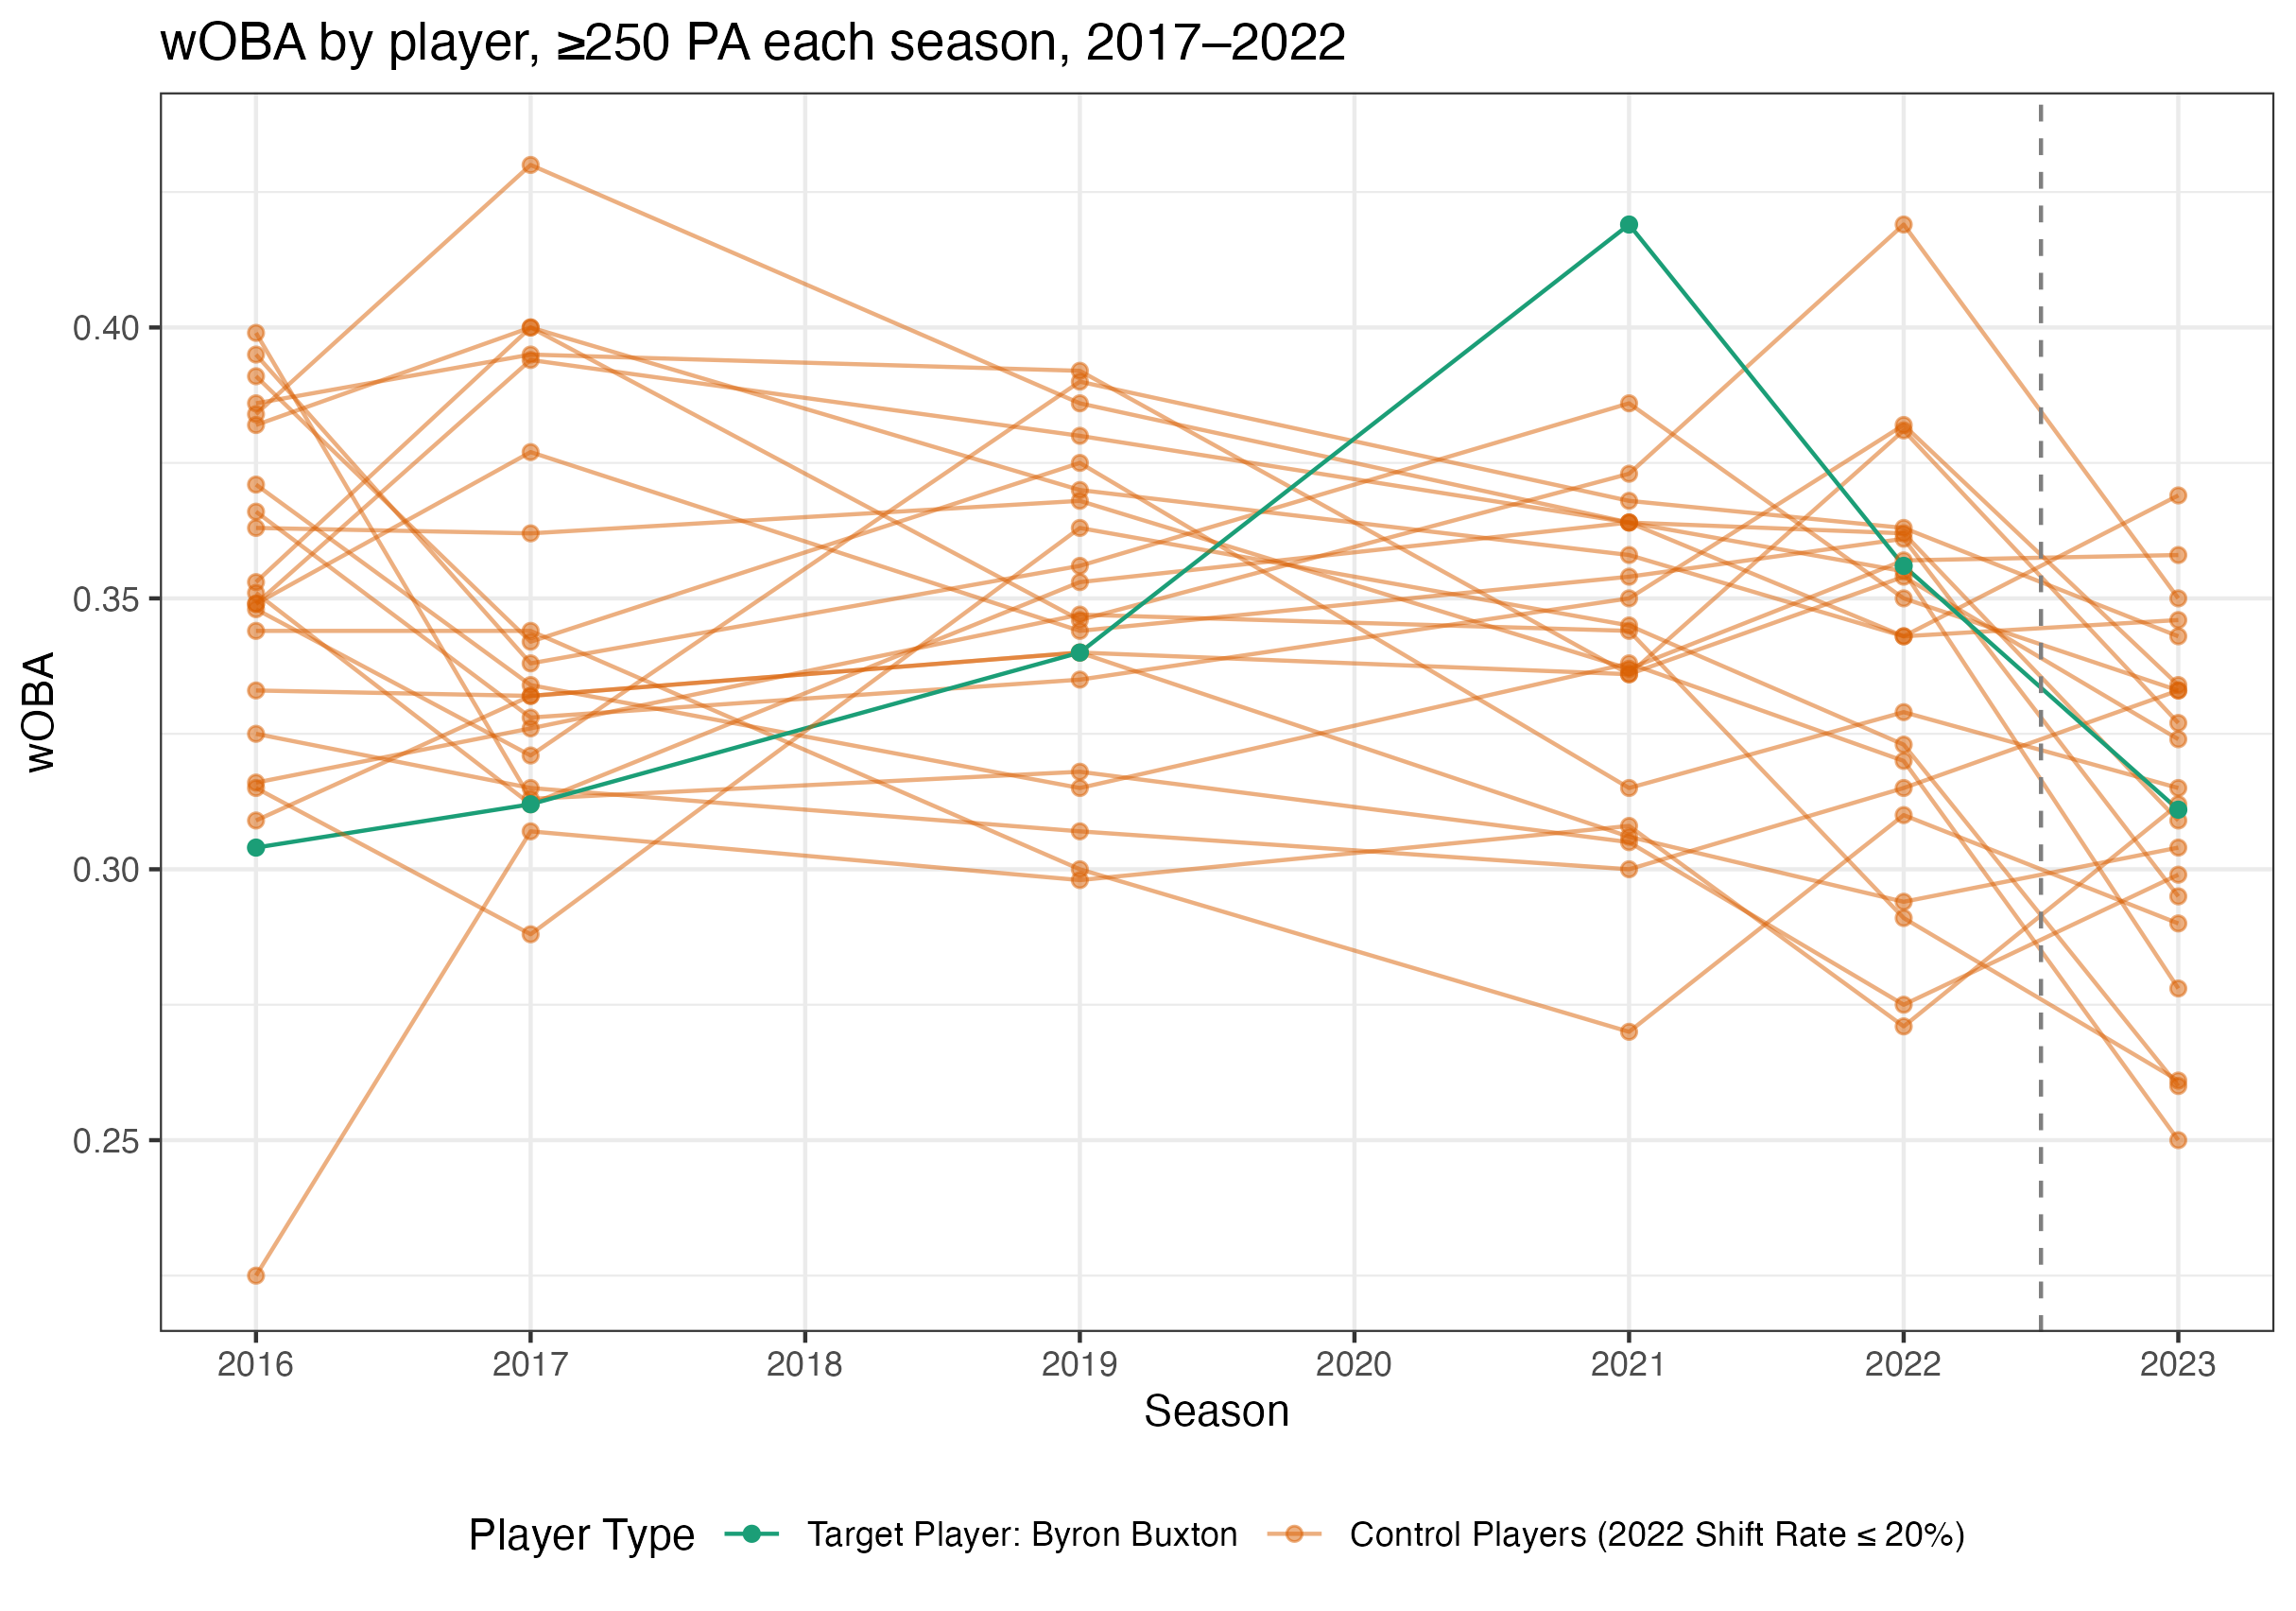 wOBA by player, ≥250 PA each season, 2017–2022
wOBA
0.40
0.35
0.30
0.25
2016 2017 2018 2019 2020 2021 2022 2023
Season
Player Type Target Player: Byron Buxton Control Players (2022 Shift Rate ≤ 20%)